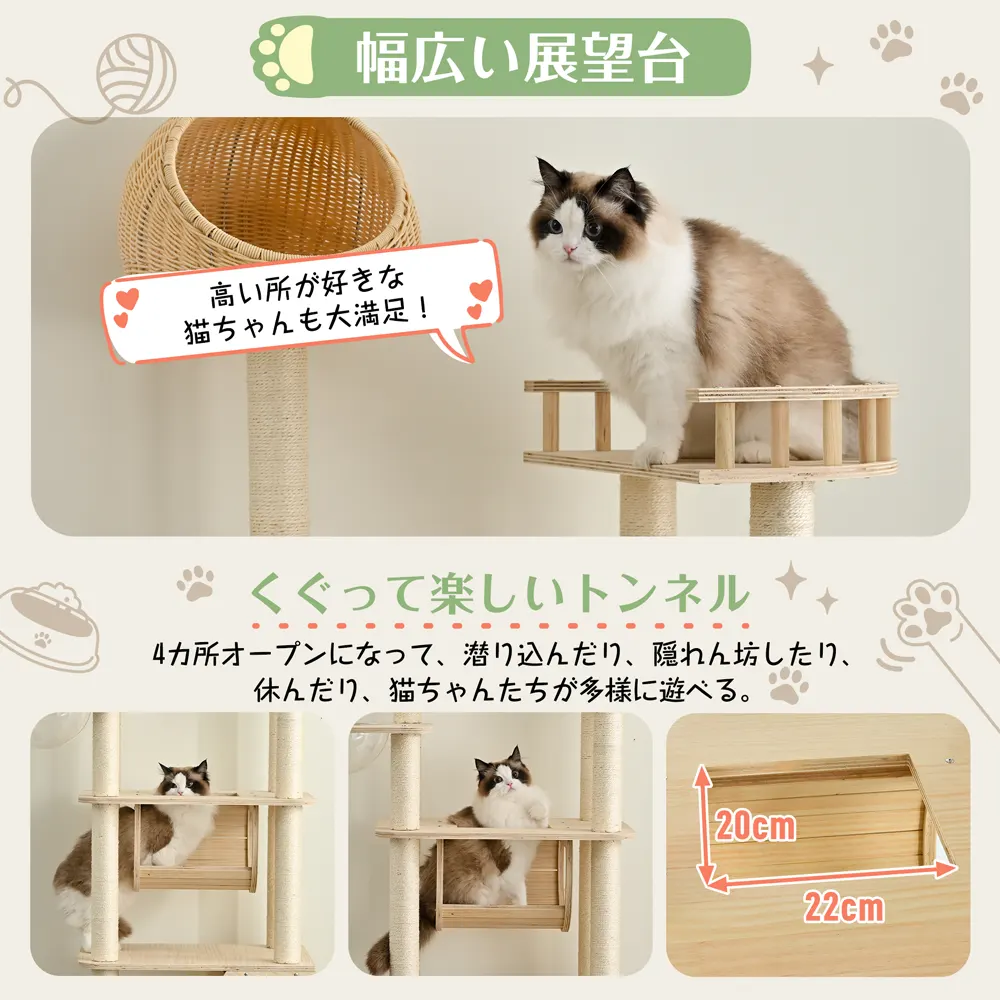 幅広い展望台
高い所が好きな
猫ちゃんも大満足！
くぐって楽しいトンネル
4カ所オープンになって、潜り込んだり、隠れん坊したり、
休んだり、猫ちゃんたちが多様に遊べる。
20cm
22cm